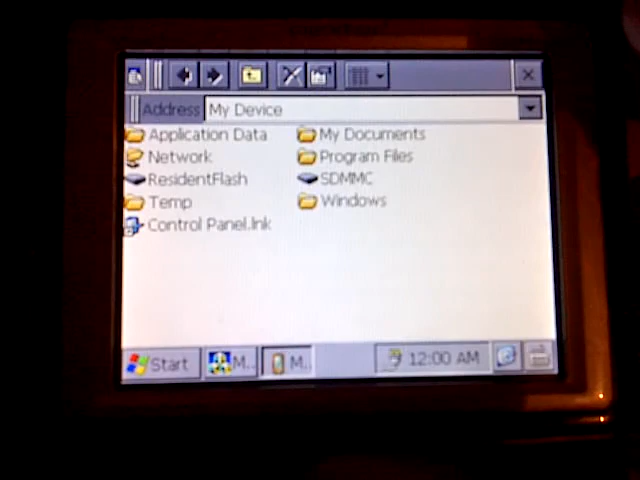 Address My Device
Application Data My Documents
Network Program Files
ResidentFlash SDMMC
Temp Windows
Control Panel.lnk
Start M.. M.. 12:00 AM